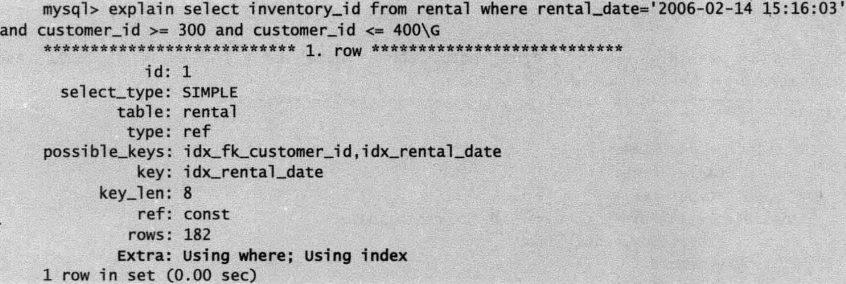 mysql> explain select inventory_id from rental where rental_date='2006-02-14 15:16:03'
and customer_id >= 300 and customer_id <= 400\G
*************************** 1. row ***************************
id: 1
select_type: SIMPLE
table: rental
type: ref
possible_keys: idx_fk_customer_id,idx_rental_date
key: idx_rental_date
key_len: 8
ref: const
rows: 182
Extra: Using where; Using index
1 row in set (0.00 sec)